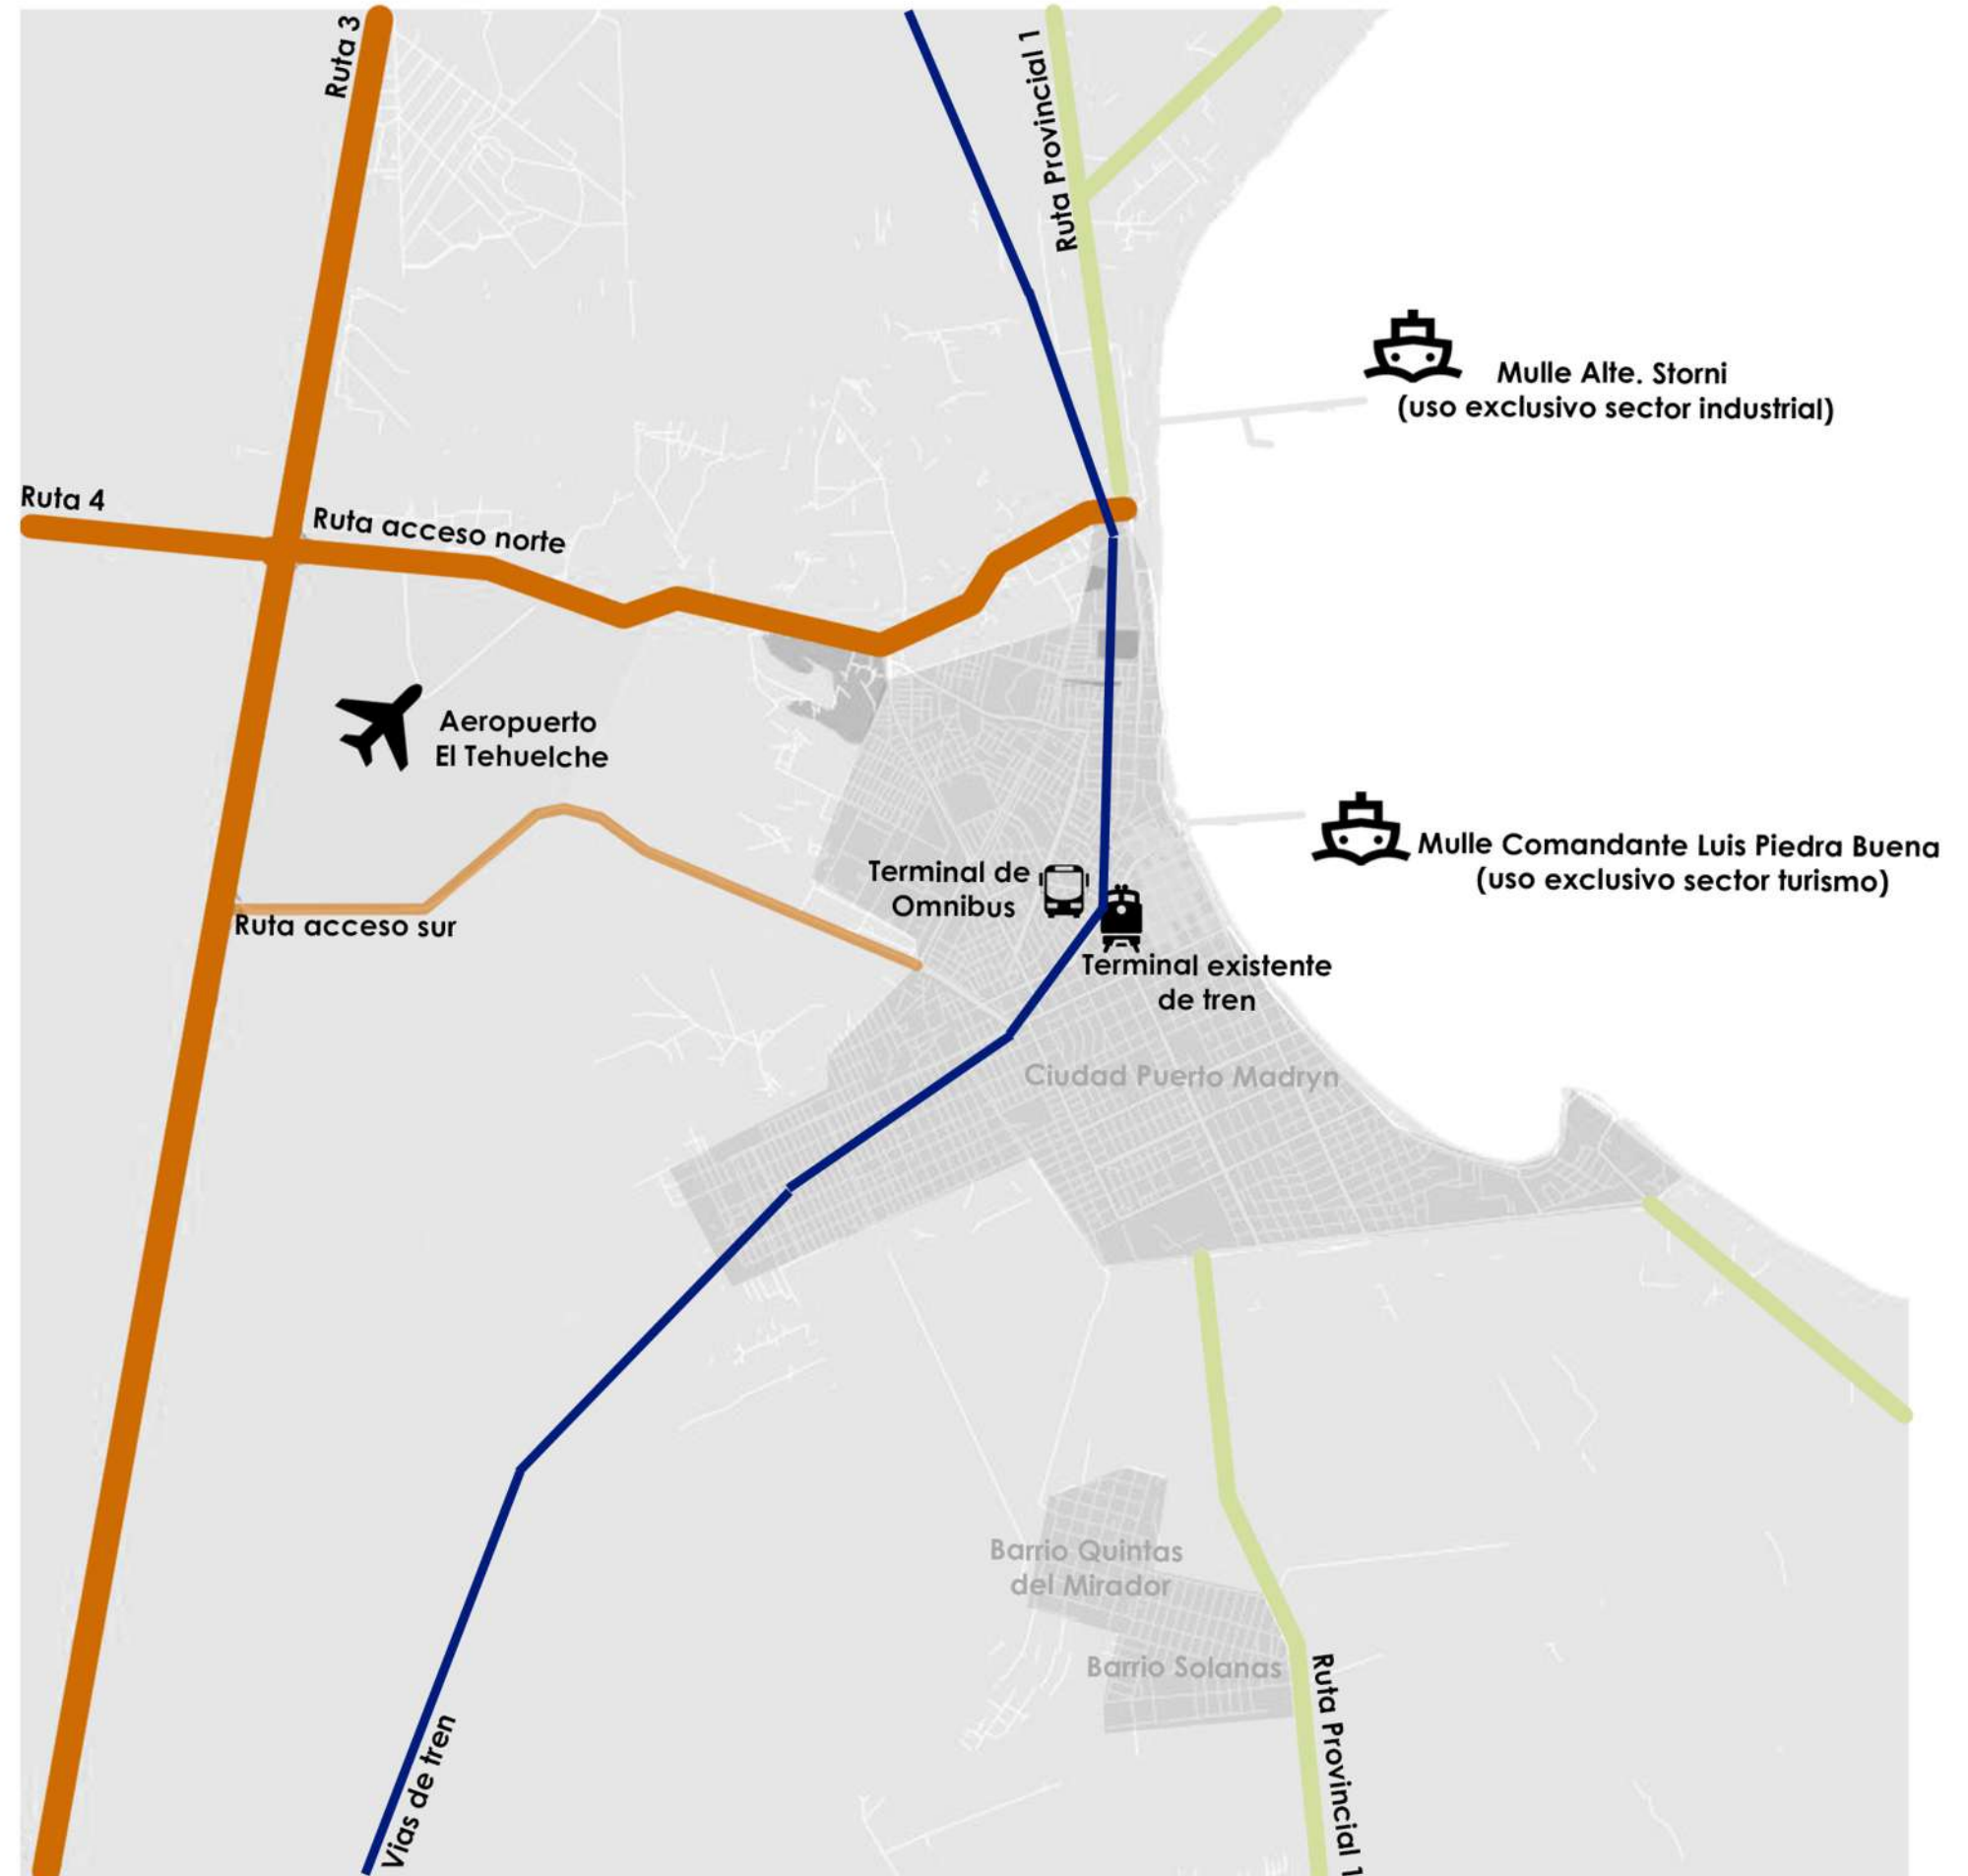 Ruta 3
Ruta Provincial 1
Mulle Alte. Storni
(uso exclusivo sector industrial)
Ruta 4
Ruta acceso norte
Aeropuerto
El Tehuelche
Mulle Comandante Luis Piedra Buena
(uso exclusivo sector turismo)
Terminal de
Omnibus
Ruta acceso sur
Terminal existente
de tren
Ciudad Puerto Madryn
Barrio Quintas
del Mirador
Barrio Solanas
Ruta Provincial 1
Vias de tren